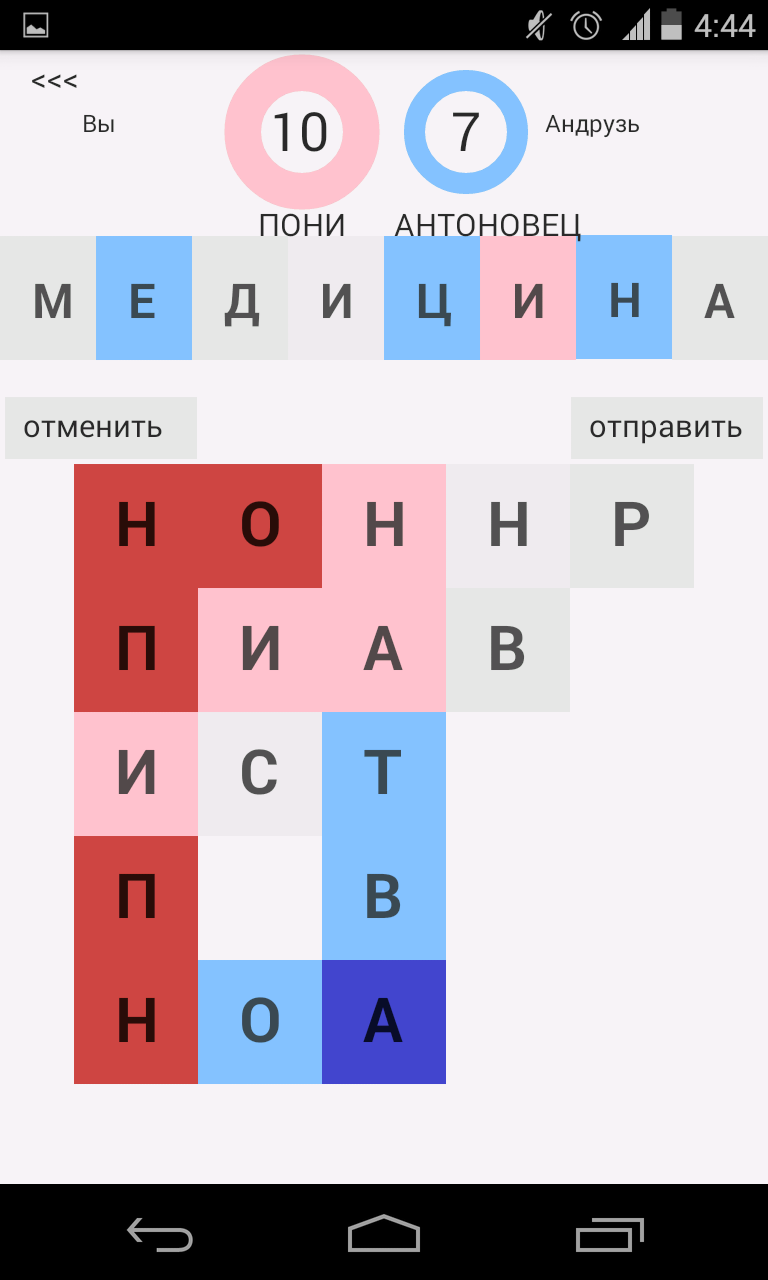 4:44
<<<
Вы 10 7 Андрузь
ПОНИ АНТОНОВЕЦ
М Е Д И Ц И Н А
отменить отправить
Н О Н Н Р
П И А В
И С Т
П В
Н О А